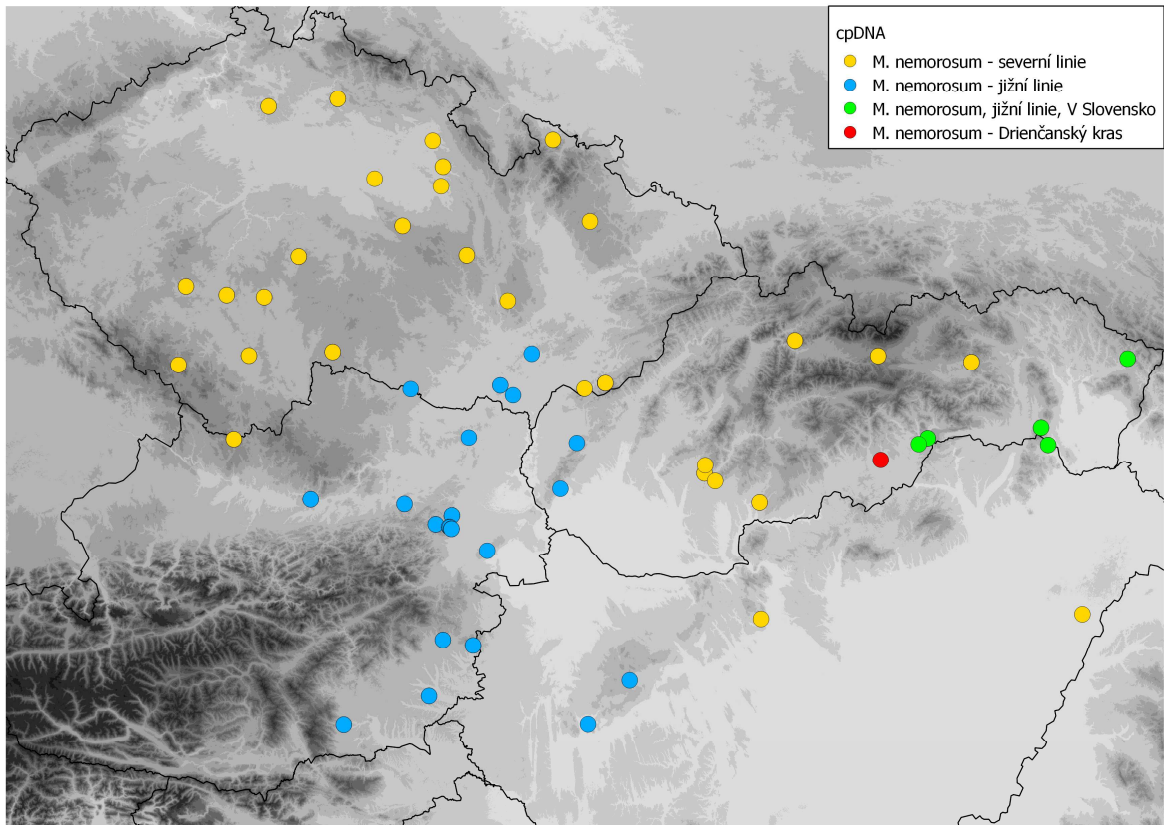 cpDNA
M. nemorosum - severní linie
M. nemorosum - jižní linie
M. nemorosum, jižní linie, V Slovensko
M. nemorosum - Drienčanský kras